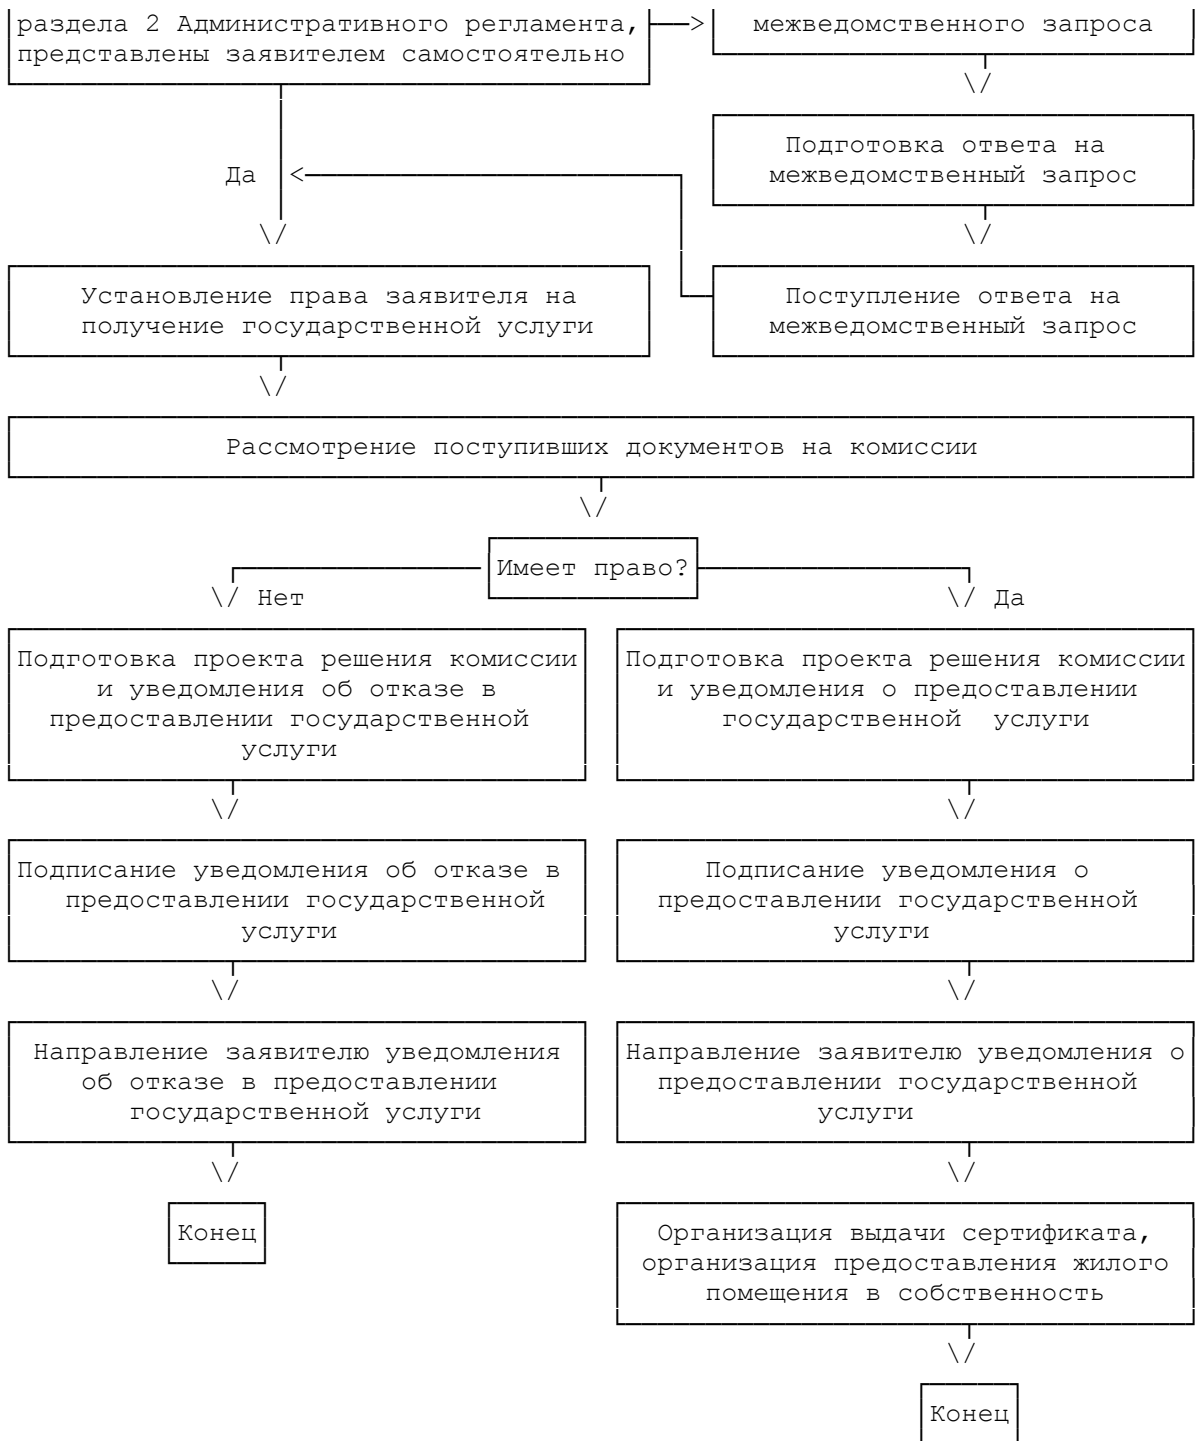 раздела 2 Административного регламента,
представлены заявителем самостоятельно
межведомственного запроса
Подготовка ответа на
межведомственный запрос
Да
Поступление ответа на
межведомственный запрос
Установление права заявителя на
получение государственной услуги
Рассмотрение поступивших документов на комиссии
Имеет право?
Нет
Да
Подготовка проекта решения комиссии
и уведомления об отказе в
предоставлении государственной
услуги
Подготовка проекта решения комиссии
и уведомления о предоставлении
государственной услуги
Подписание уведомления об отказе в
предоставлении государственной
услуги
Подписание уведомления о
предоставлении государственной
услуги
Направление заявителю уведомления
об отказе в предоставлении
государственной услуги
Направление заявителю уведомления о
предоставлении государственной
услуги
Конец
Организация выдачи сертификата,
организация предоставления жилого
помещения в собственность
Конец